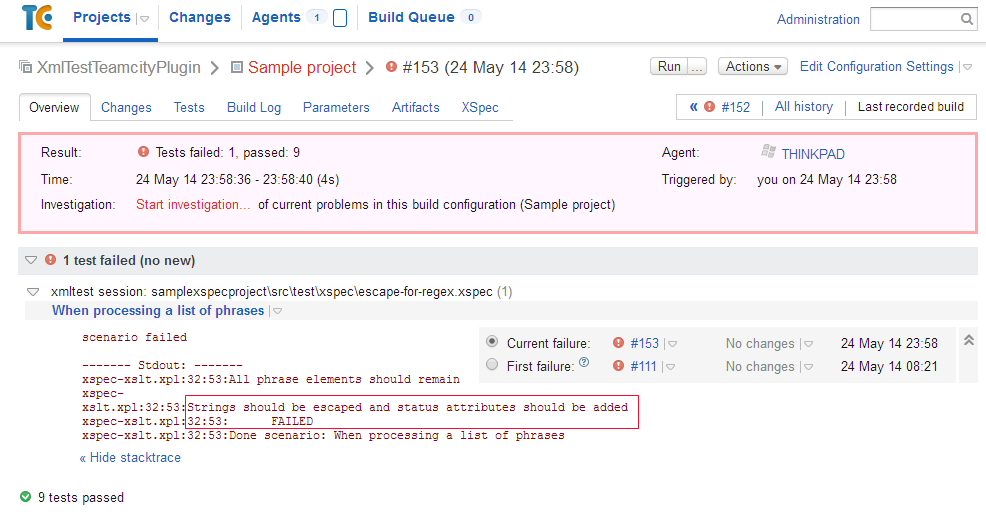 TC Projects Changes Agents 1 Build Queue 0 Administration
XmlTestTeamcityPlugin Sample project #153 (24 May 14 23:58) Run ... Actions Edit Configuration Settings
Overview Changes Tests Build Log Parameters Artifacts XSpec « #152 All history Last recorded build
Result: Tests failed: 1, passed: 9 Agent: THINKPAD
Time: 24 May 14 23:58:36 - 23:58:40 (4s) Triggered by: you on 24 May 14 23:58
Investigation: Start investigation... of current problems in this build configuration (Sample project)
1 test failed (no new)
xmltest session: samplexspecproject\src\test\xspec\escape-for-regex.xspec (1)
When processing a list of phrases
scenario failed
Current failure: #153 No changes 24 May 14 23:58
First failure: ? #111 No changes 24 May 14 08:21
------- Stdout: -------
xspec-xslt.xpl:32:53:All phrase elements should remain
xspec-
xslt.xpl:32:53:Strings should be escaped and status attributes should be added
xspec-xslt.xpl:32:53: FAILED
xspec-xslt.xpl:32:53:Done scenario: When processing a list of phrases
« Hide stacktrace
9 tests passed